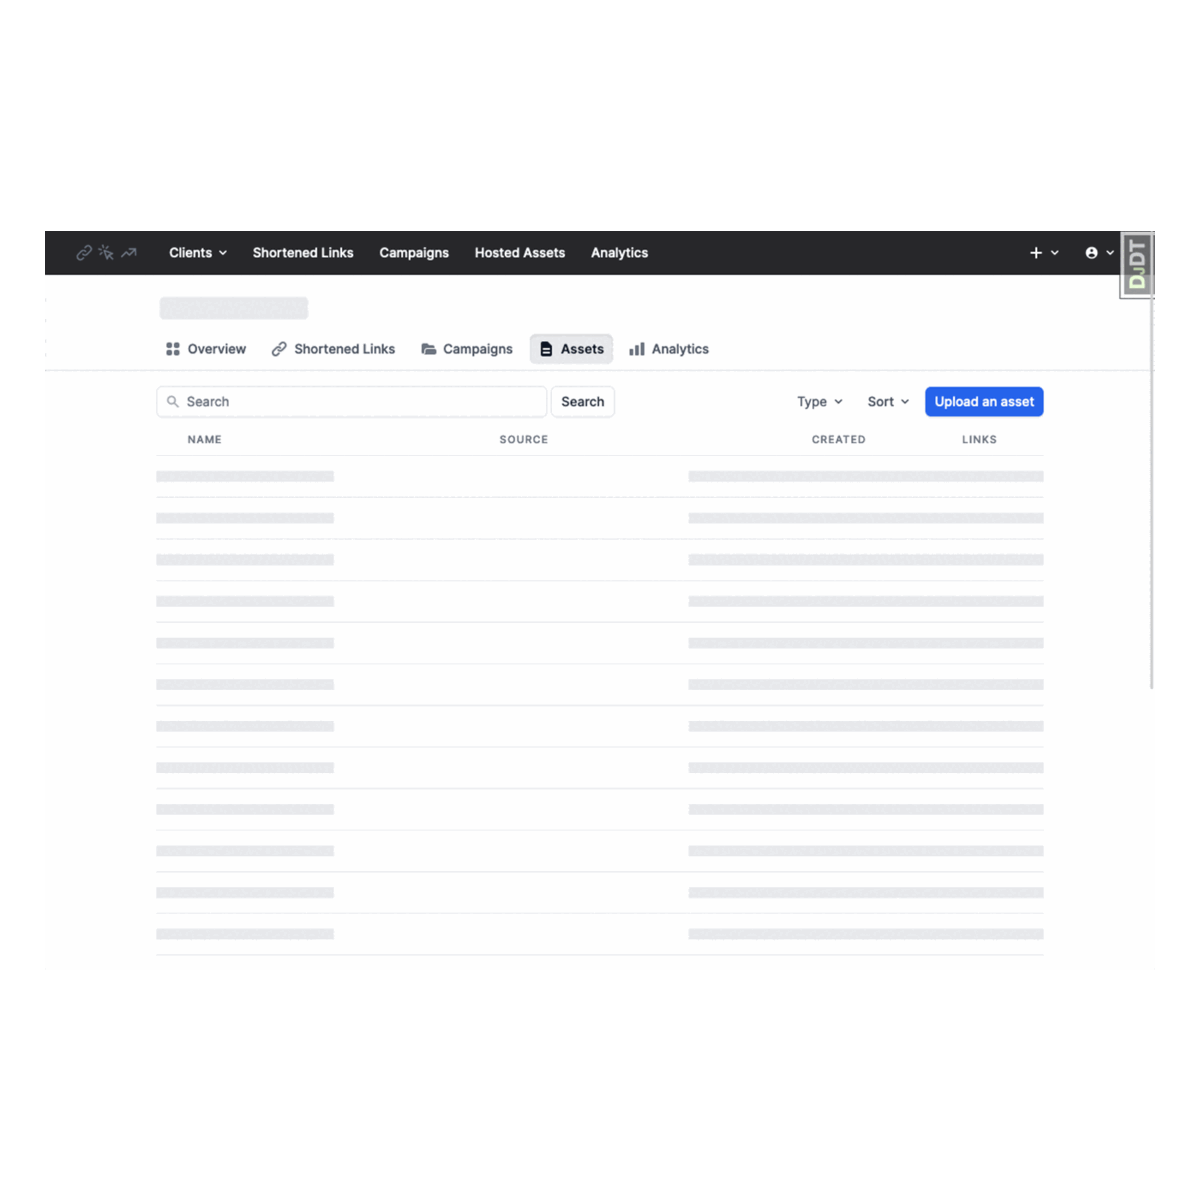 Clients Shortened Links Campaigns Hosted Assets Analytics
DJDT
Overview Shortened Links Campaigns Assets Analytics
Search Search Type Sort Upload an asset
NAME SOURCE CREATED LINKS